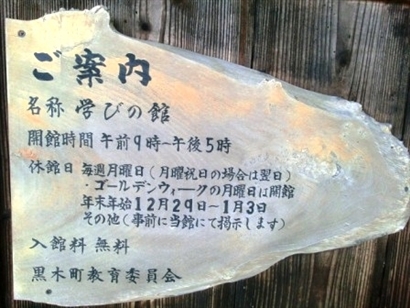 ご案内
名称 学びの館
開館時間 午前9時~午後5時
休館日 毎週月曜日(月曜祝日の場合は翌日)
・ゴールデンウィークの月曜日は開館
年末年始12月29日~1月3日
その他(事前に当館にて掲示します)
入館料 無料
黒木町教育委員会